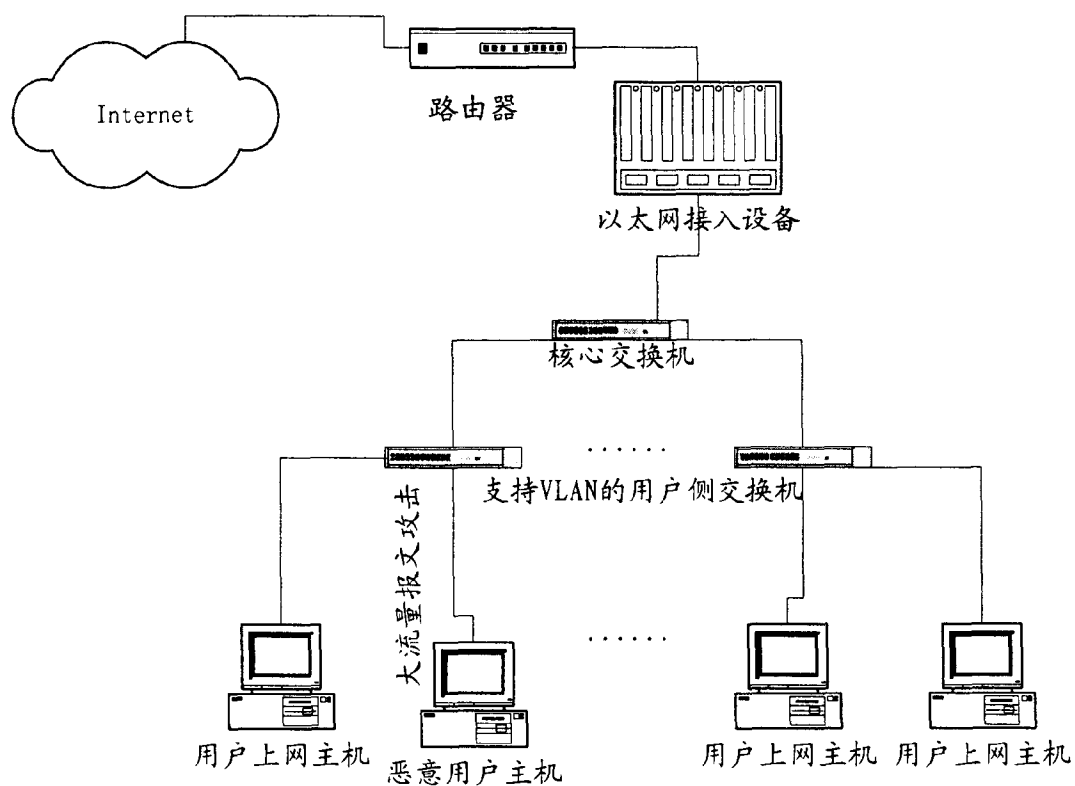 Internet
路由器
以太网接入设备
核心交换机
······
支持VLAN的用户侧交换机
大流量报文攻击
······
用户上网主机
恶意用户主机
用户上网主机
用户上网主机